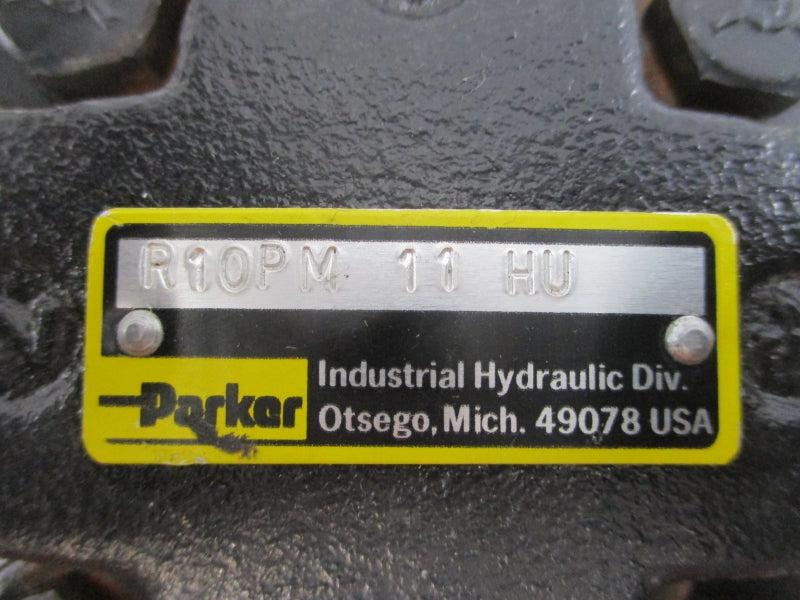 R10PM 11 HU
Parker
Industrial Hydraulic Div.
Otsego, Mich. 49078 USA